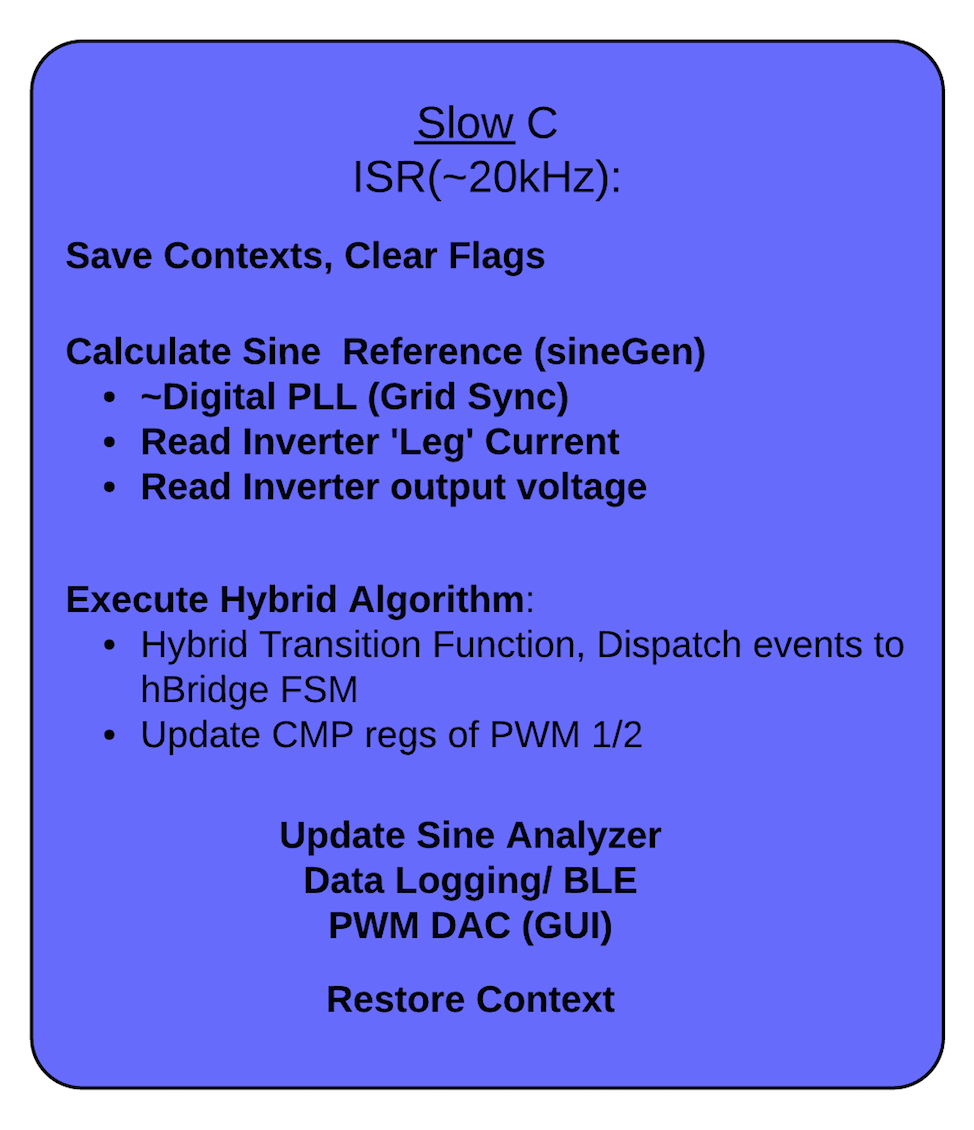 Slow C
ISR(~20kHz):
Save Contexts, Clear Flags
Calculate Sine  Reference (sineGen)
• ~Digital PLL (Grid Sync)
• Read Inverter 'Leg' Current
• Read Inverter output voltage
Execute Hybrid Algorithm:
• Hybrid Transition Function, Dispatch events to
hBridge FSM
• Update CMP regs of PWM 1/2
Update Sine Analyzer
Data Logging/ BLE
PWM DAC (GUI)
Restore Context